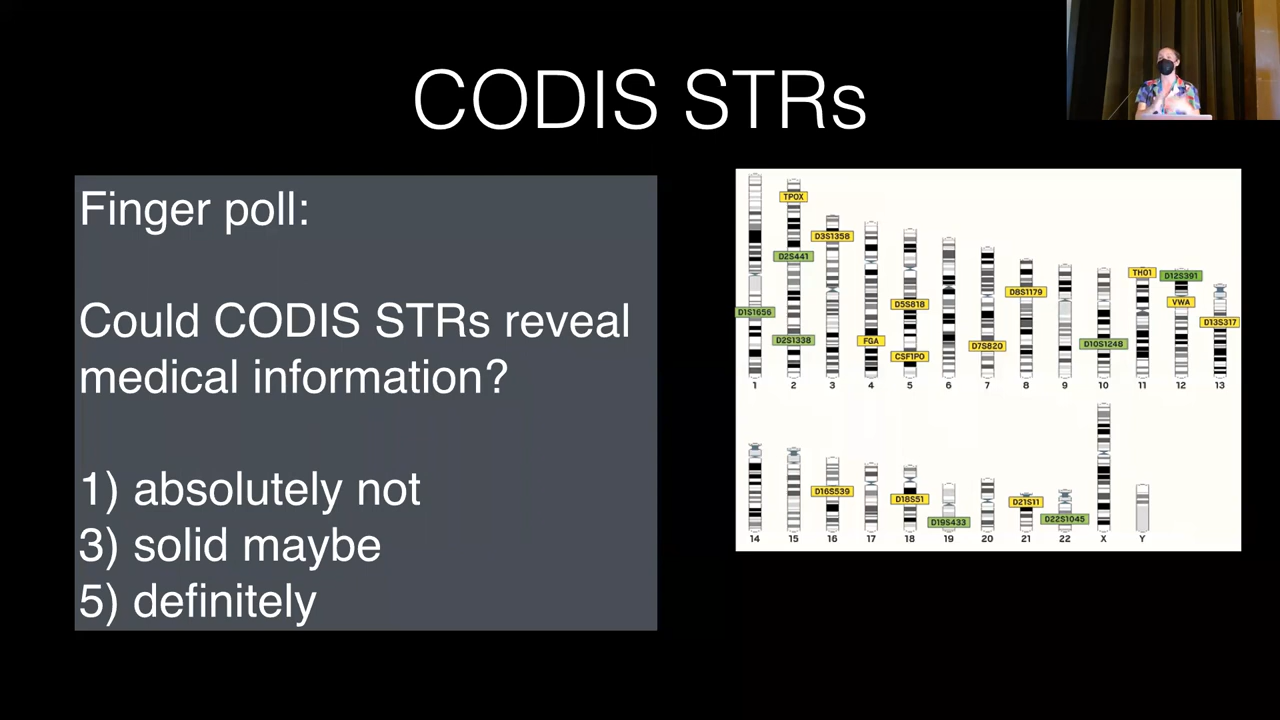 CODIS STRs
Finger poll:
Could CODIS STRs reveal
medical information?
1) absolutely not
3) solid maybe
5) definitely
TPOX
D3S1358
D2S441
D1S1656
D2S1338
FGA
D5S818
CSF1PO
D7S820
D8S1179
D10S1248
TH01
D12S391
VWA
D13S317
1 2 3 4 5 6 7 8 9 10 11 12 13
D16S539
D18S51
D19S433
D21S11
D22S1045
14 15 16 17 18 19 20 21 22 X Y